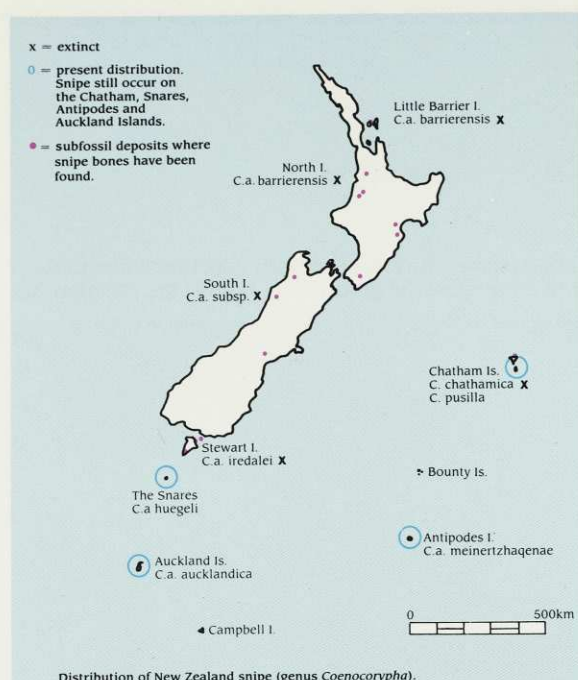 x = extinct
0 = present distribution.
Snipe still occur on
the Chatham, Snares,
Antipodes and
Auckland Islands.
• = subfossil deposits where
snipe bones have been
found.
Little Barrier I.
C.a. barrierensis x
North I.
C.a. barrierensis x
South I.
C.a. subsp. x
Chatham Is.
C. chathamica x
C. pusilla
Stewart I.
C.a. iredalei x
Bounty Is.
The Snares
C.a huegeli
Antipodes I.
C.a. meinertzhaqenae
Auckland Is.
C.a. aucklandica
0 500km
Campbell I.
Distribution of New Zealand snipe (genus Coenocorypha).